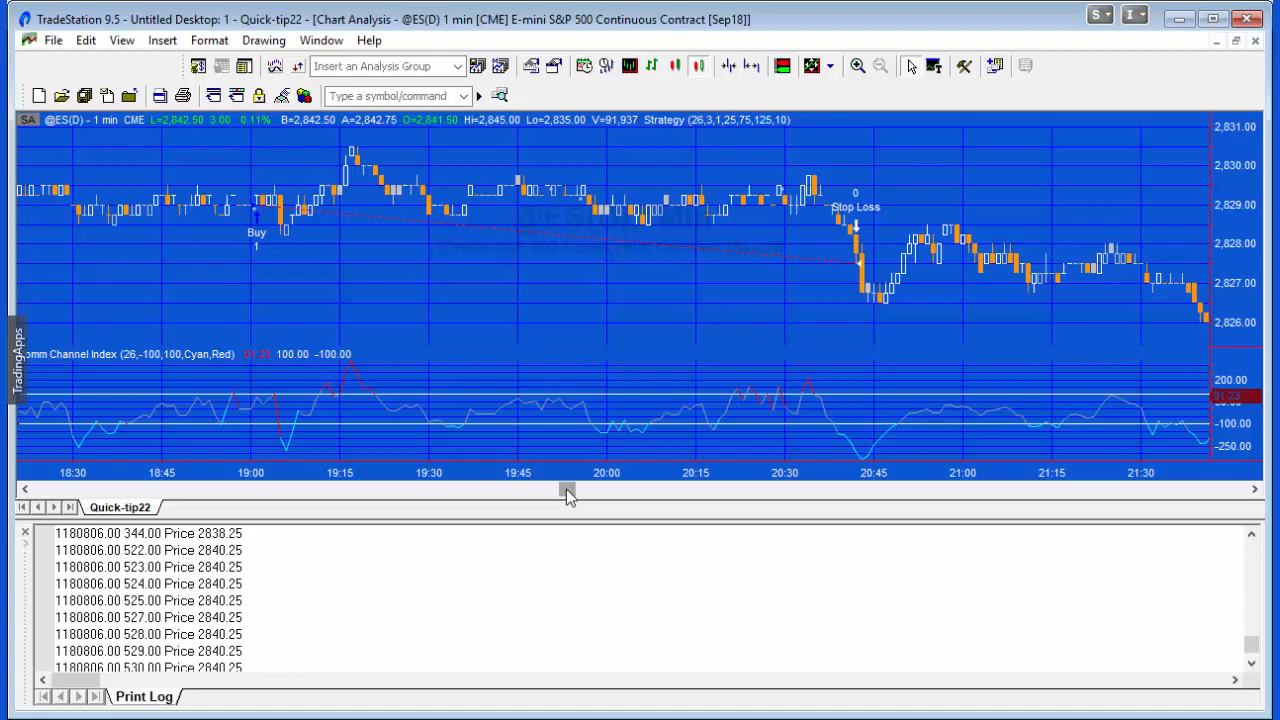 TradeStation 9.5 - Untitled Desktop: 1 - Quick-tip22 - [Chart Analysis - @ES(D) 1 min [CME] E-mini S&P 500 Continuous Contract [Sep18]]
S I
File Edit View Insert Format Drawing Window Help
Insert an Analysis Group
Type a symbol/command
SA @ES(D) - 1 min CME L=2,842.50 3.00 0.11% B=2,842.50 A=2,842.75 O=2,841.50 Hi=2,845.00 Lo=2,835.00 V=91,937 Strategy (26,3,1,25,75,125,10)
2,831.00
2,830.00
2,829.00
2,828.00
2,827.00
2,826.00
0
Stop Loss
Buy
1
TradingApps
omm Channel Index (26,-100,100,Cyan,Red) 91.23 100.00 -100.00
200.00
91.23
-100.00
-250.00
18:30 18:45 19:00 19:15 19:30 19:45 20:00 20:15 20:30 20:45 21:00 21:15 21:30
Quick-tip22
1180806.00 344.00 Price 2838.25
1180806.00 522.00 Price 2840.25
1180806.00 523.00 Price 2840.25
1180806.00 524.00 Price 2840.25
1180806.00 525.00 Price 2840.25
1180806.00 527.00 Price 2840.25
1180806.00 528.00 Price 2840.25
1180806.00 529.00 Price 2840.25
1180806.00 530.00 Price 2840.25
Print Log